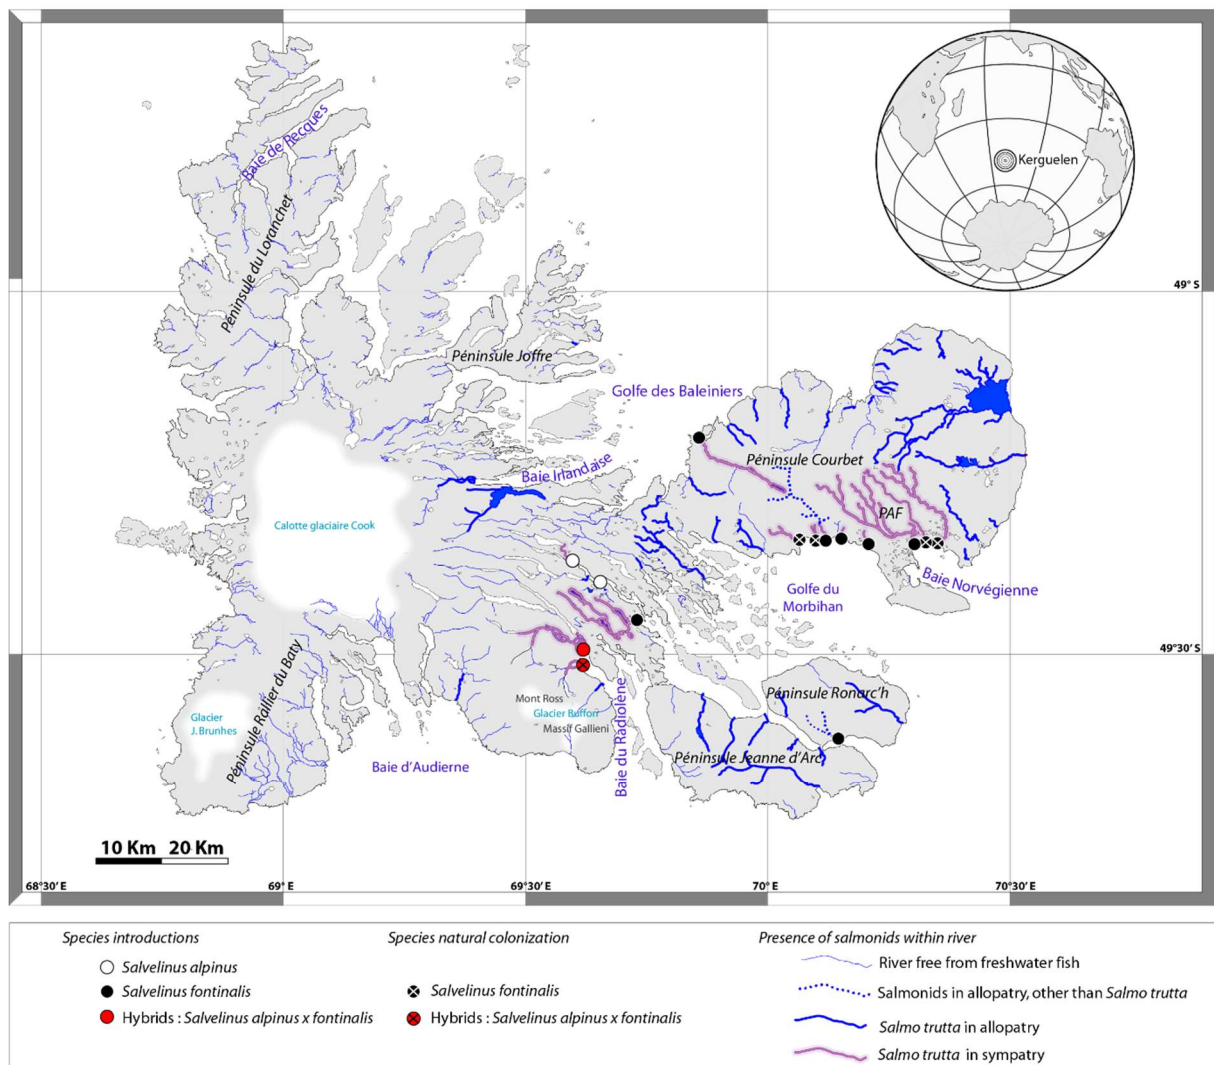 Baie de Recques
Péninsule du Loranchet
Kerguelen
49° S
Péninsule Joffre
Golfe des Baleiniers
Péninsule Courbet
Baie Irlandaise
Calotte glaciaire Cook
PAF
Baie Norvégienne
Golfe du
Morbihan
49°30' S
Péninsule Rallier du Baty
Mont Ross
Glacier Buffon
Massif Gallieni
Glacier
J. Brunhes
Baie du Radiolène
Péninsule Ronarc'h
Péninsule Jeanne d'Arc
Baie d'Audierne
10 Km 20 Km
68°30' E
69° E
69°30' E
70° E
70°30' E
Species introductions
Salvelinus alpinus
Salvelinus fontinalis
Hybrids : Salvelinus alpinus x fontinalis
Species natural colonization
Salvelinus fontinalis
Hybrids : Salvelinus alpinus x fontinalis
Presence of salmonids within river
River free from freshwater fish
Salmonids in allopatry, other than Salmo trutta
Salmo trutta in allopatry
Salmo trutta in sympatry